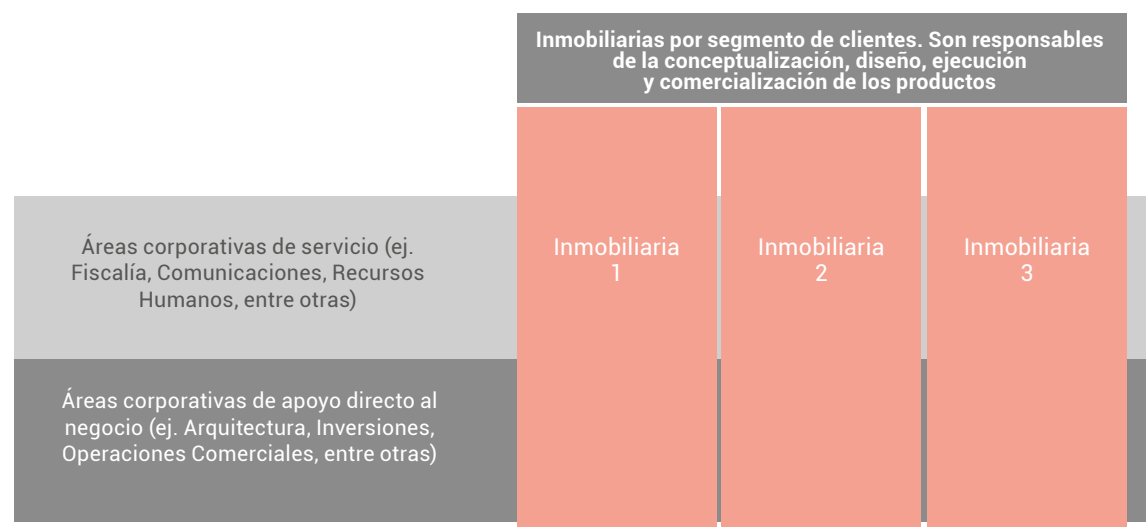 Inmobiliarias por segmento de clientes. Son responsables
de la conceptualización, diseño, ejecución
y comercialización de los productos
Áreas corporativas de servicio (ej.
Fiscalía, Comunicaciones, Recursos
Humanos, entre otras)
Inmobiliaria
1
Inmobiliaria
2
Inmobiliaria
3
Áreas corporativas de apoyo directo al
negocio (ej. Arquitectura, Inversiones,
Operaciones Comerciales, entre otras)